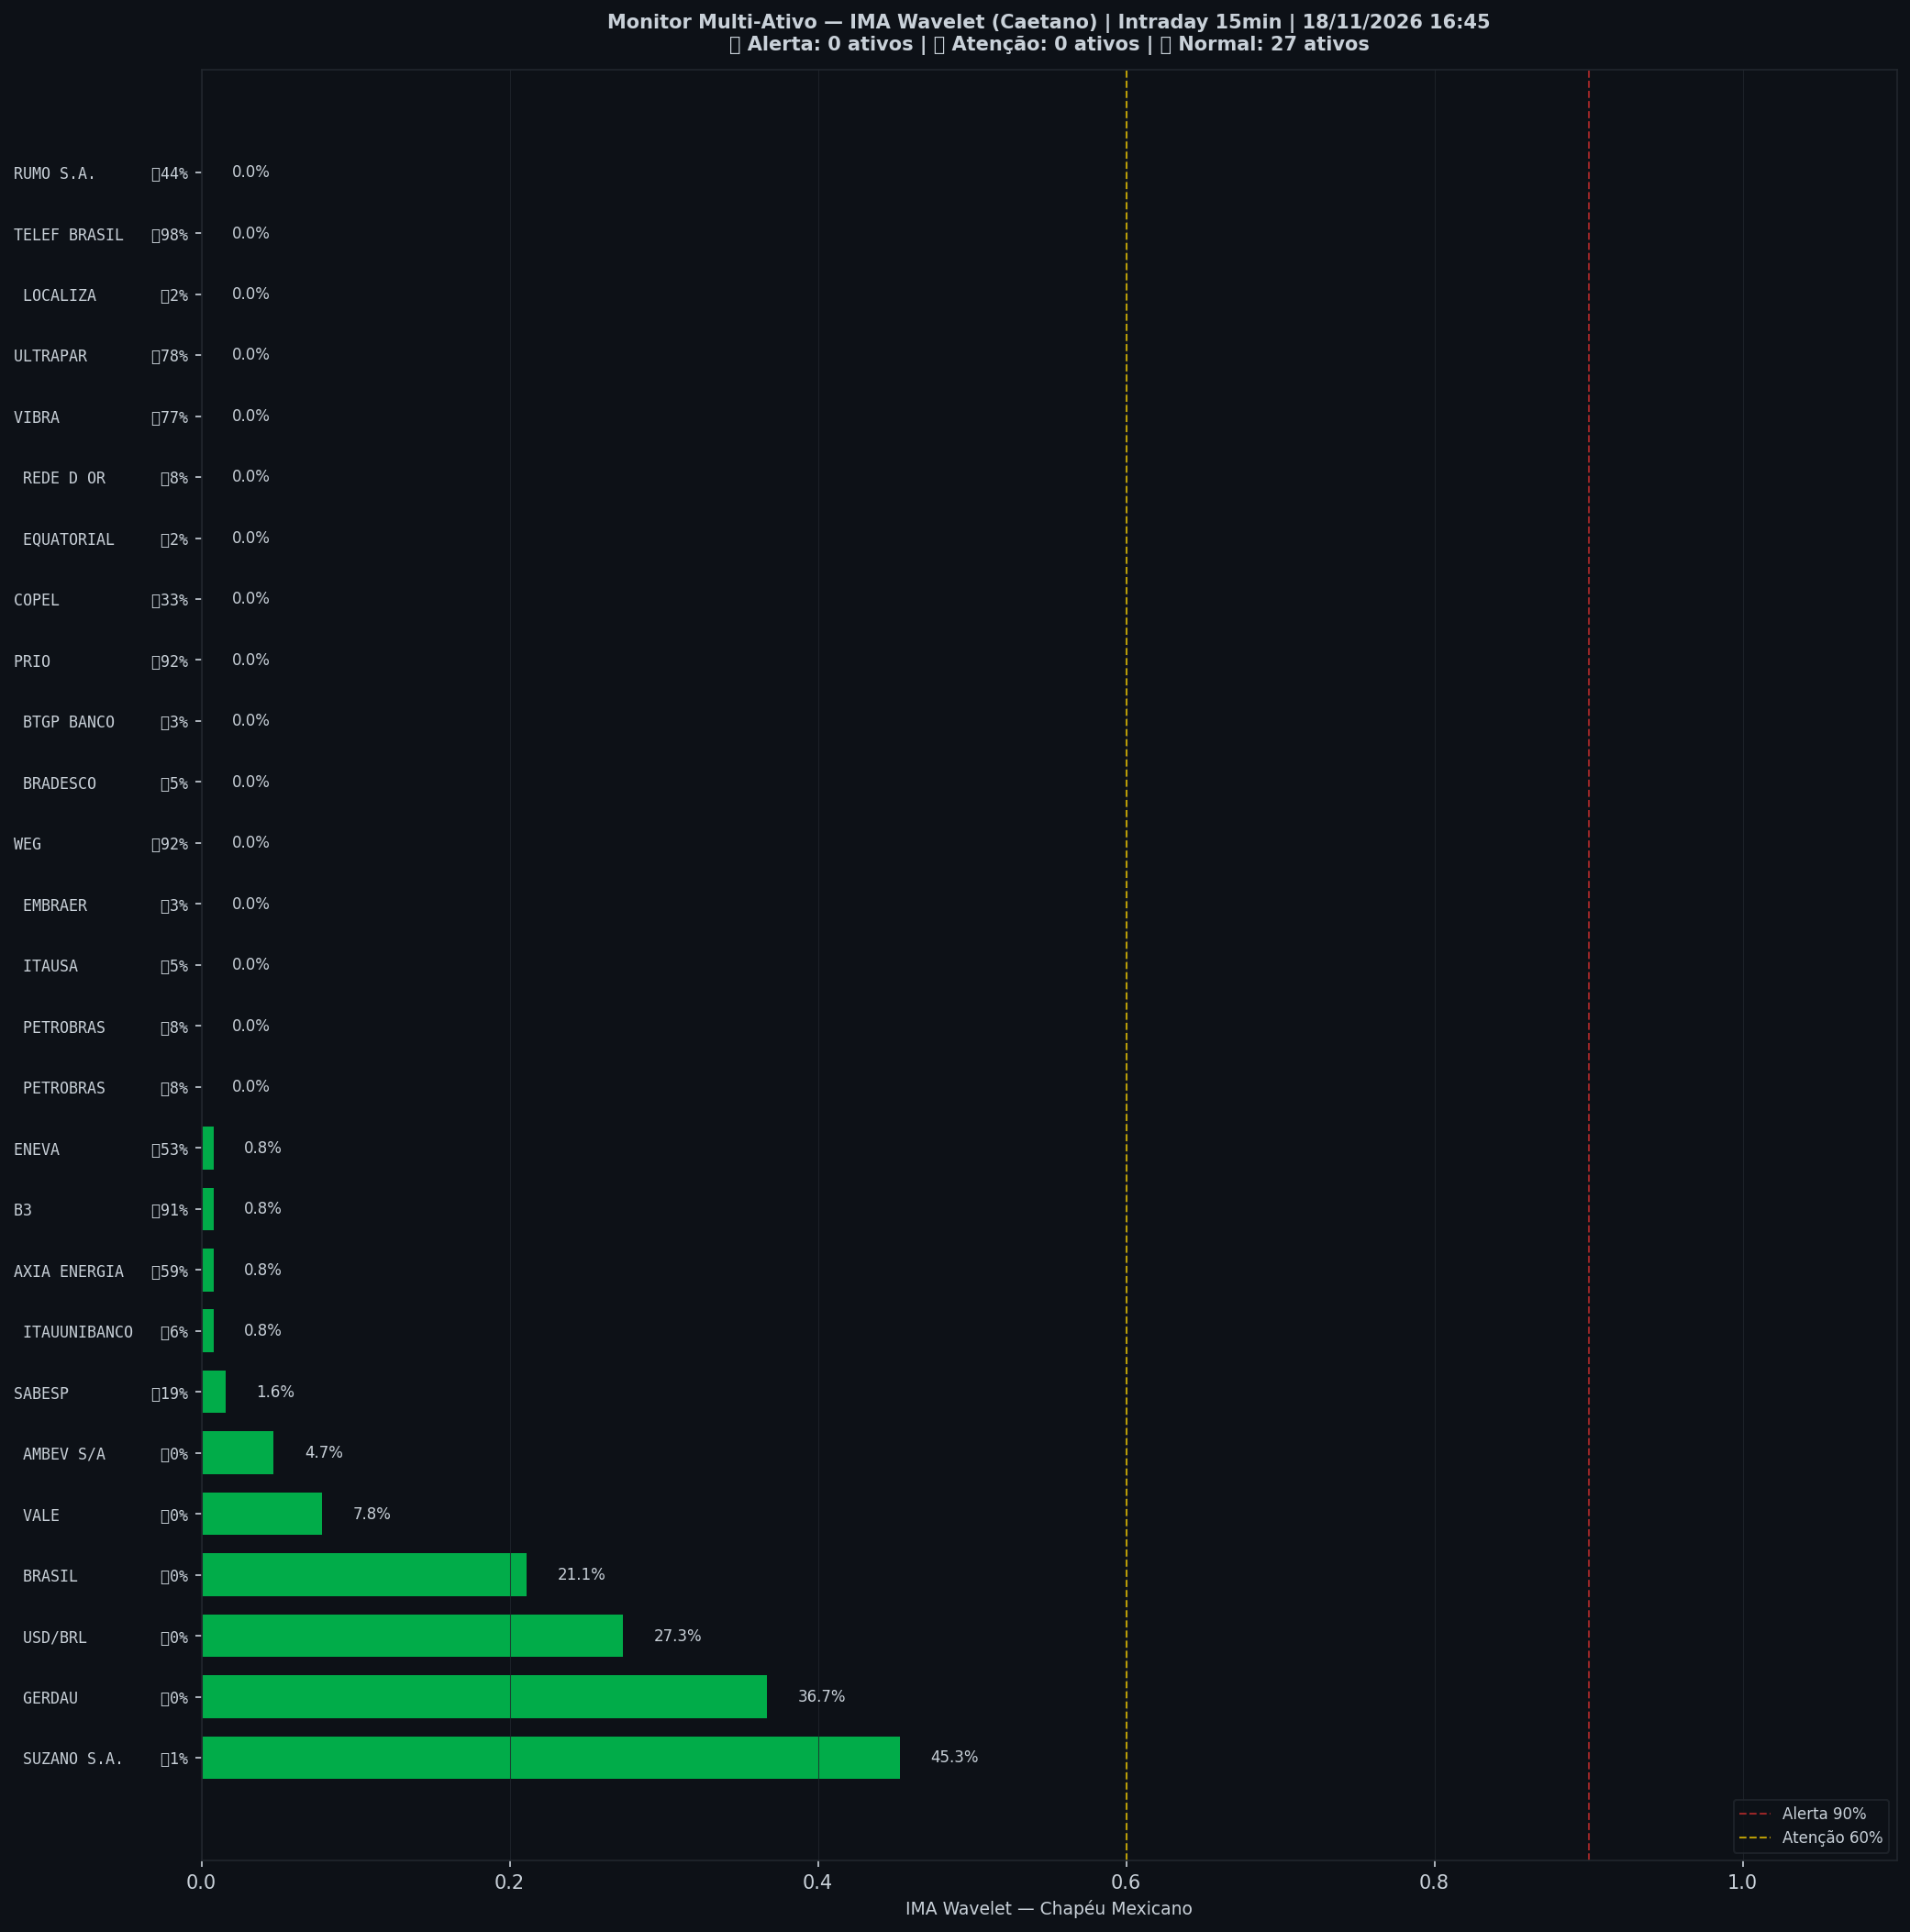 Monitor Multi-Ativo — IMA Wavelet (Caetano) | Intraday 15min | 18/11/2026 16:45
Alerta: 0 ativos | Atenção: 0 ativos | Normal: 27 ativos
RUMO S.A. 44% 0.0%
TELEF BRASIL 98% 0.0%
LOCALIZA 2% 0.0%
ULTRAPAR 78% 0.0%
VIBRA 77% 0.0%
REDE D OR 8% 0.0%
EQUATORIAL 2% 0.0%
COPEL 33% 0.0%
PRIO 92% 0.0%
BTGP BANCO 3% 0.0%
BRADESCO 5% 0.0%
WEG 92% 0.0%
EMBRAER 3% 0.0%
ITAUSA 5% 0.0%
PETROBRAS 8% 0.0%
PETROBRAS 8% 0.0%
ENEVA 53% 0.8%
B3 91% 0.8%
AXIA ENERGIA 59% 0.8%
ITAUUNIBANCO 6% 0.8%
SABESP 19% 1.6%
AMBEV S/A 0% 4.7%
VALE 0% 7.8%
BRASIL 0% 21.1%
USD/BRL 0% 27.3%
GERDAU 0% 36.7%
SUZANO S.A. 1% 45.3%
Alerta 90%
Atenção 60%
0.0 0.2 0.4 0.6 0.8 1.0
IMA Wavelet — Chapéu Mexicano